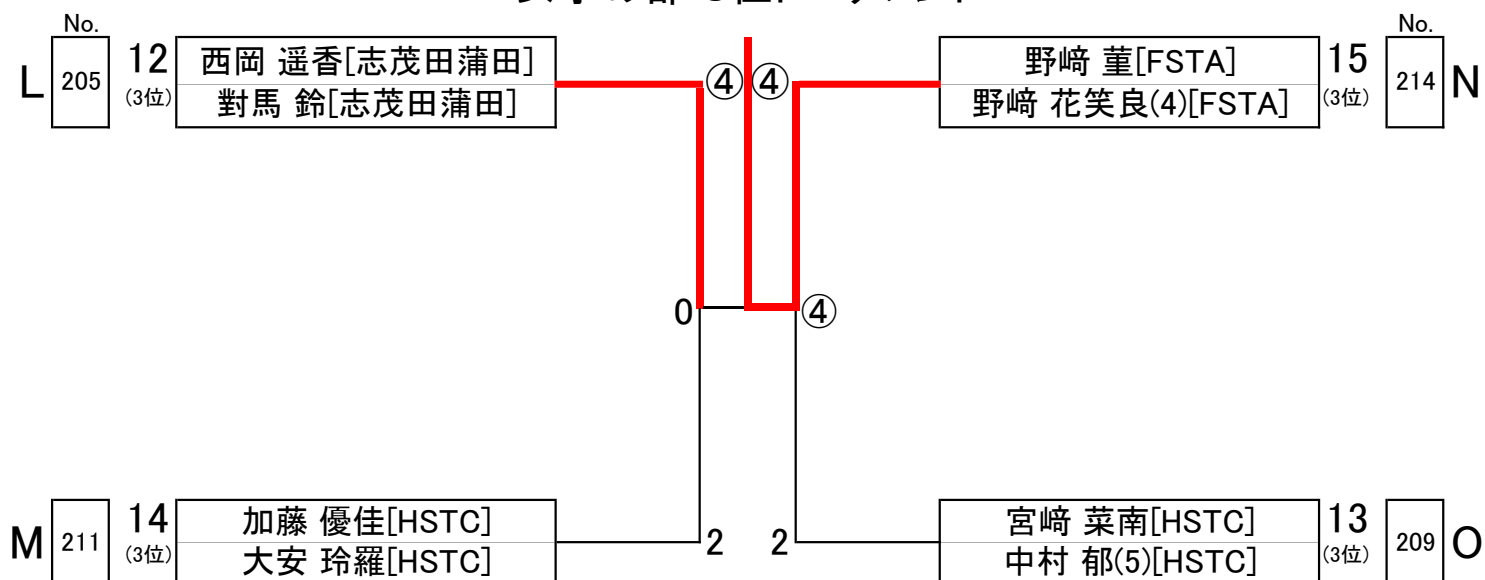 No.
L 205 12 (3位) 西岡 遥香[志茂田蒲田]
對馬 鈴[志茂田蒲田]
④ ④
No.
野﨑 菫[FSTA] 15 (3位) 214 N
野﨑 花笑良(4)[FSTA]
0 ④
M 211 14 (3位) 加藤 優佳[HSTC]
大安 玲羅[HSTC]
2 2
宮﨑 菜南[HSTC] 13 (3位) 209 O
中村 郁(5)[HSTC]